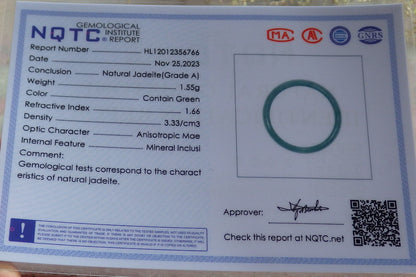 NQTC
GEMOLOGICAL
INSTITUTE
& REPORT
MA
GNRS
Report Number HL12012356766
Date Nov 25,2023
Conclusion Natural Jadeite(Grade A)
Weight 1.55g
Color Contain Green
Refractive Index 1.66
Density 3.33/cm3
Optic Character Anisotropic Mae
Internal Feature Mineral Inclusi
Comment:
Gemological tests correspond to the charact
eristics of natural jadeite.
Approver:
Check this report at NQTC.net